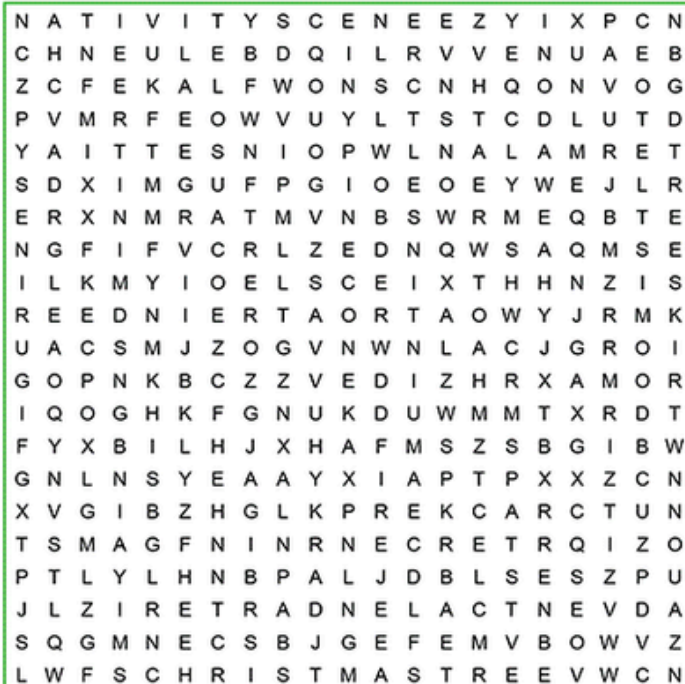 N A T I V I T Y S C E N E E Z Y I X P C N
C H N E U L E B D Q I L R V V E N U A E B
Z C F E K A L F W O N S C N H Q O N V O G
P V M R F E O W V U Y L T S T C D L U T D
Y A I T T E S N I O P W L N A L A M R E T
S D X I M G U F P G I O E O E Y W E J L R
E R X N M R A T M V N B S W R M E Q B T E
N G F I F V C R L Z E D N Q W S A Q M S E
I L K M Y I O E L S C E I X T H H N Z I S
R E E D N I E R T A O R T A O W Y J R M K
U A C S M J Z O G V N W N L A C J G R O I
G O P N K B C Z Z V E D I Z H R X A M O R
I Q O G H K F G N U K D U W M M T X R D T
F Y X B I L H J X H A F M S Z S B G I B W
G N L N S Y E A A Y X I A P T P X X Z C N
X V G I B Z H G L K P R E K C A R C T U N
T S M A G F N I N R N E C R E T R Q I Z O
P T L Y L H N B P A L J D B L S E S Z P U
J L Z I R E T R A D N E L A C T N E V D A
S Q G M N E C S B J G E F E M V B O W V Z
L W F S C H R I S T M A S T R E E V W C N